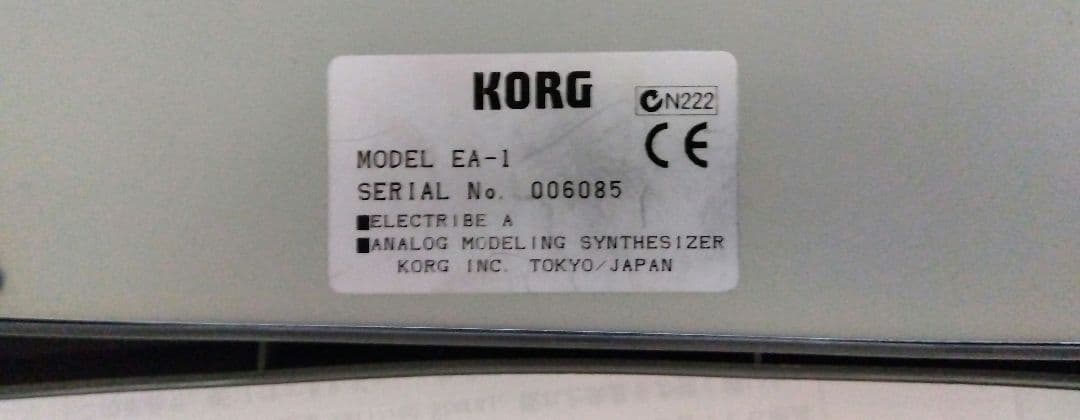 KORG
N222
CE
MODEL EA-1
SERIAL No. 006085
■ELECTRIBE A
■ANALOG MODELING SYNTHESIZER
KORG INC. TOKYO/JAPAN